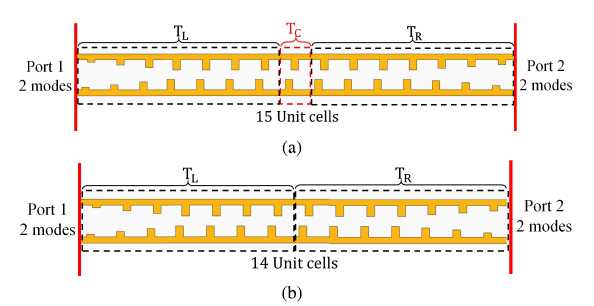 T_L T_C T_R
Port 1
2 modes
Port 2
2 modes
15 Unit cells
(a)
T_L T_R
Port 1
2 modes
Port 2
2 modes
14 Unit cells
(b)